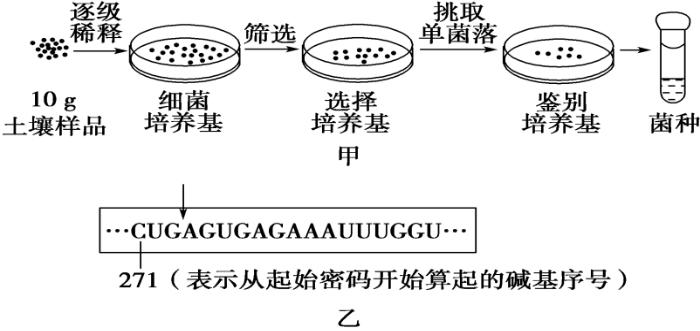 逐级
稀释
筛选
挑取
单菌落
10 g
土壤样品
细菌
培养基
选择
培养基
鉴别
培养基
菌种
甲
···CUGAGUGAGAAAUUUGGU···
271（表示从起始密码开始算起的碱基序号）
乙